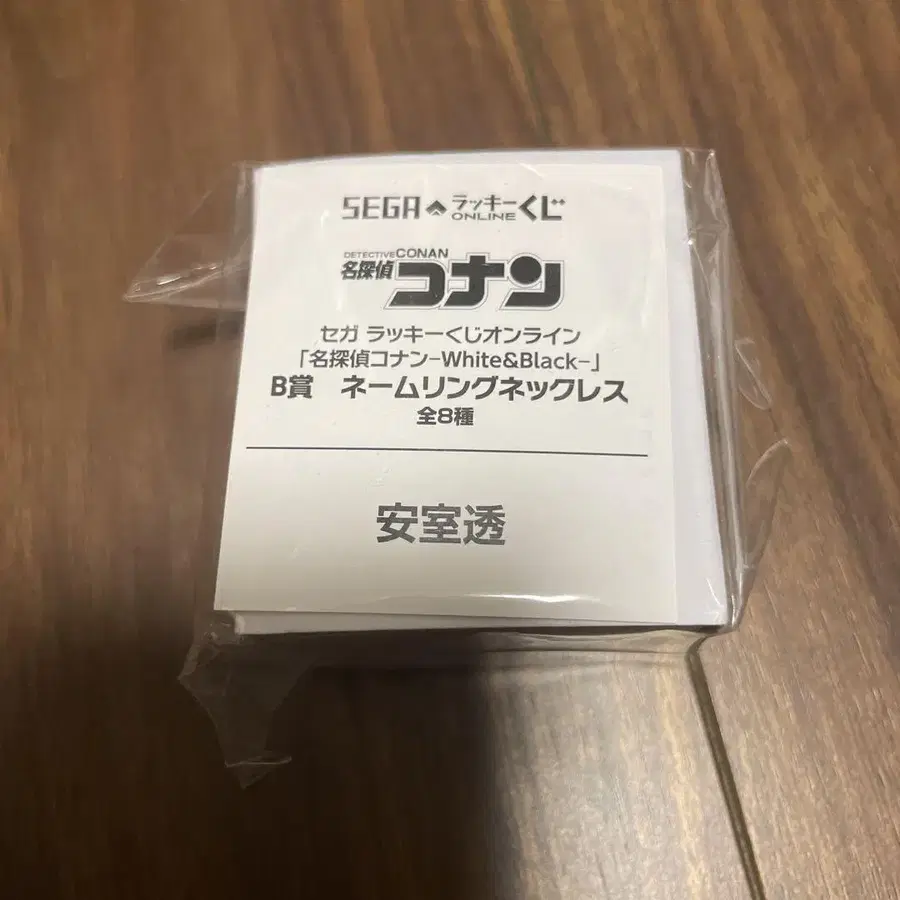 SEGA ラッキーくじ ONLINE
DETECTIVE CONAN
名探偵コナン
セガ ラッキーくじオンライン
「名探偵コナン−White&Black−」
B賞　ネームリングネックレス
全8種
安室透